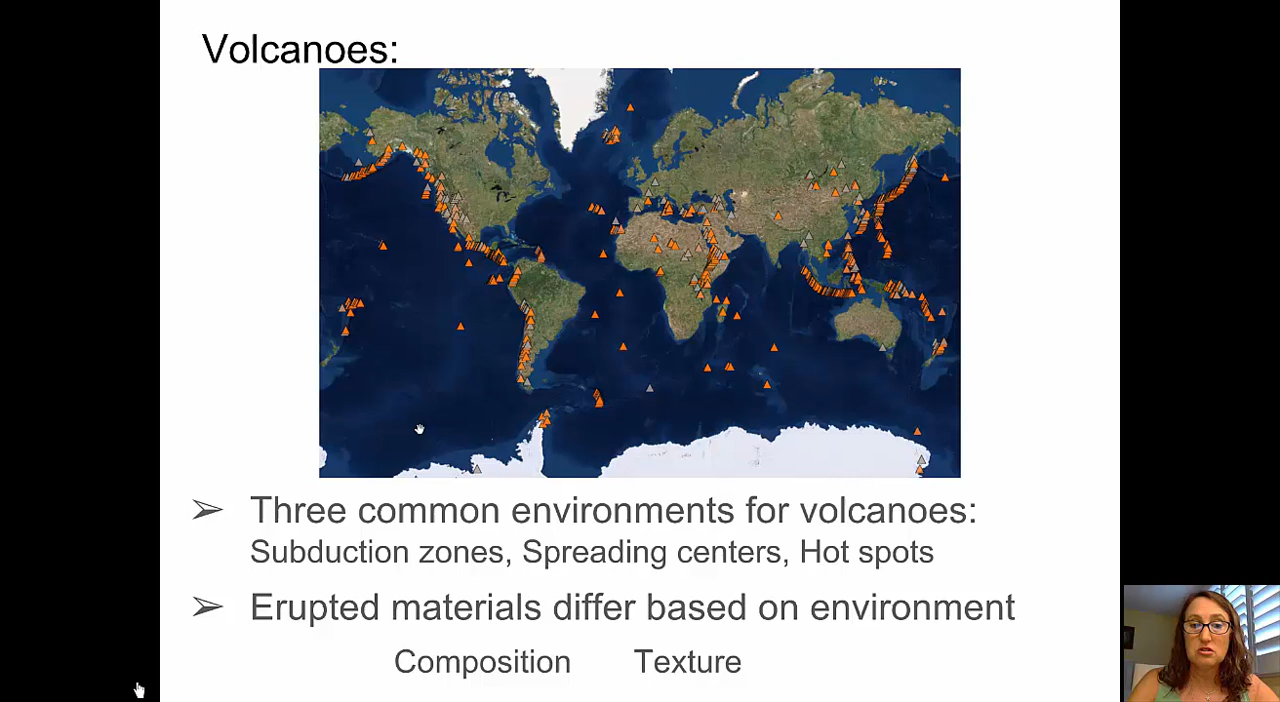 Volcanoes:
➢ Three common environments for volcanoes:
Subduction zones, Spreading centers, Hot spots
➢ Erupted materials differ based on environment
Composition Texture